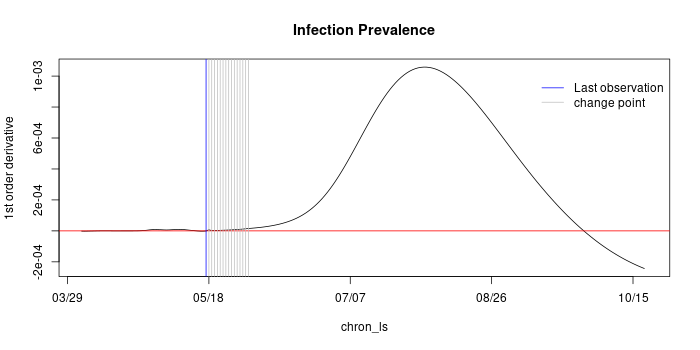 Infection Prevalence
1st order derivative
1e-03
6e-04
2e-04
-2e-04
Last observation
change point
03/29
05/18
07/07
08/26
10/15
chron_ls